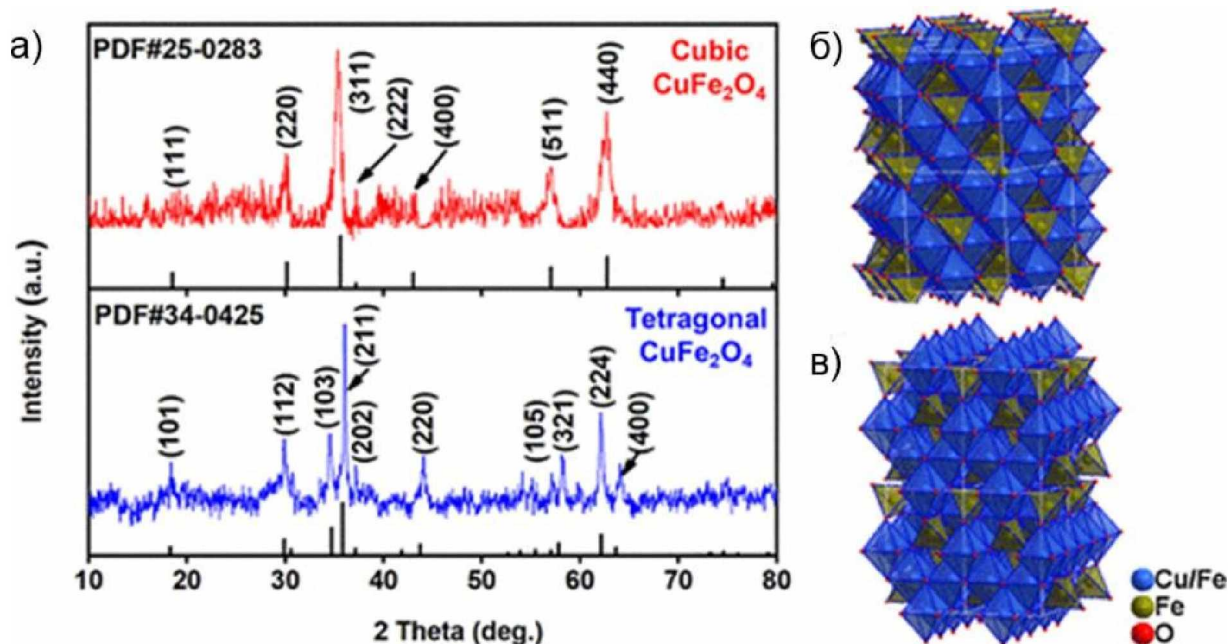 а)
PDF#25-0283
Cubic
CuFe₂O₄
(111)
(220)
(311)
(222)
(400)
(511)
(440)
PDF#34-0425
Tetragonal
CuFe₂O₄
(101)
(112)
(103)
(211)
(202)
(220)
(105)
(321)
(224)
(400)
Intensity (a.u.)
10 20 30 40 50 60 70 80
2 Theta (deg.)
б)
в)
Cu/Fe
Fe
O